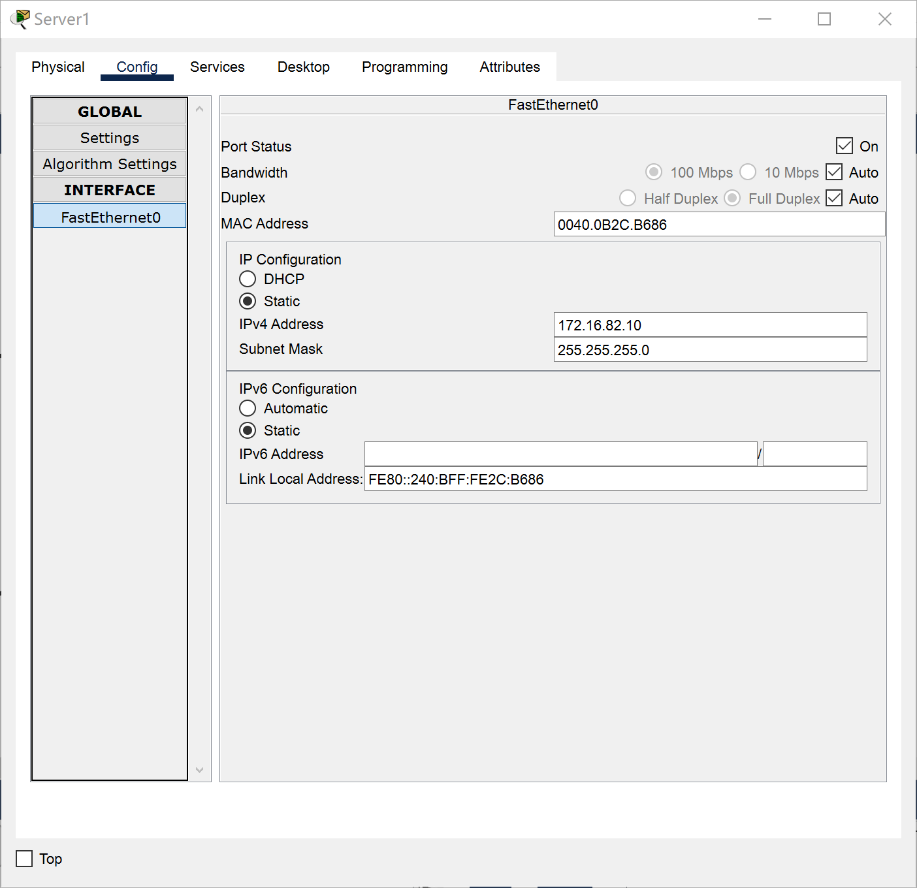 Server1
Physical Config Services Desktop Programming Attributes
GLOBAL
Settings
Algorithm Settings
INTERFACE
FastEthernet0
FastEthernet0
Port Status On
Bandwidth 100 Mbps 10 Mbps Auto
Duplex Half Duplex Full Duplex Auto
MAC Address 0040.0B2C.B686
IP Configuration
DHCP
Static
IPv4 Address 172.16.82.10
Subnet Mask 255.255.255.0
IPv6 Configuration
Automatic
Static
IPv6 Address /
Link Local Address: FE80::240:BFF:FE2C:B686
Top